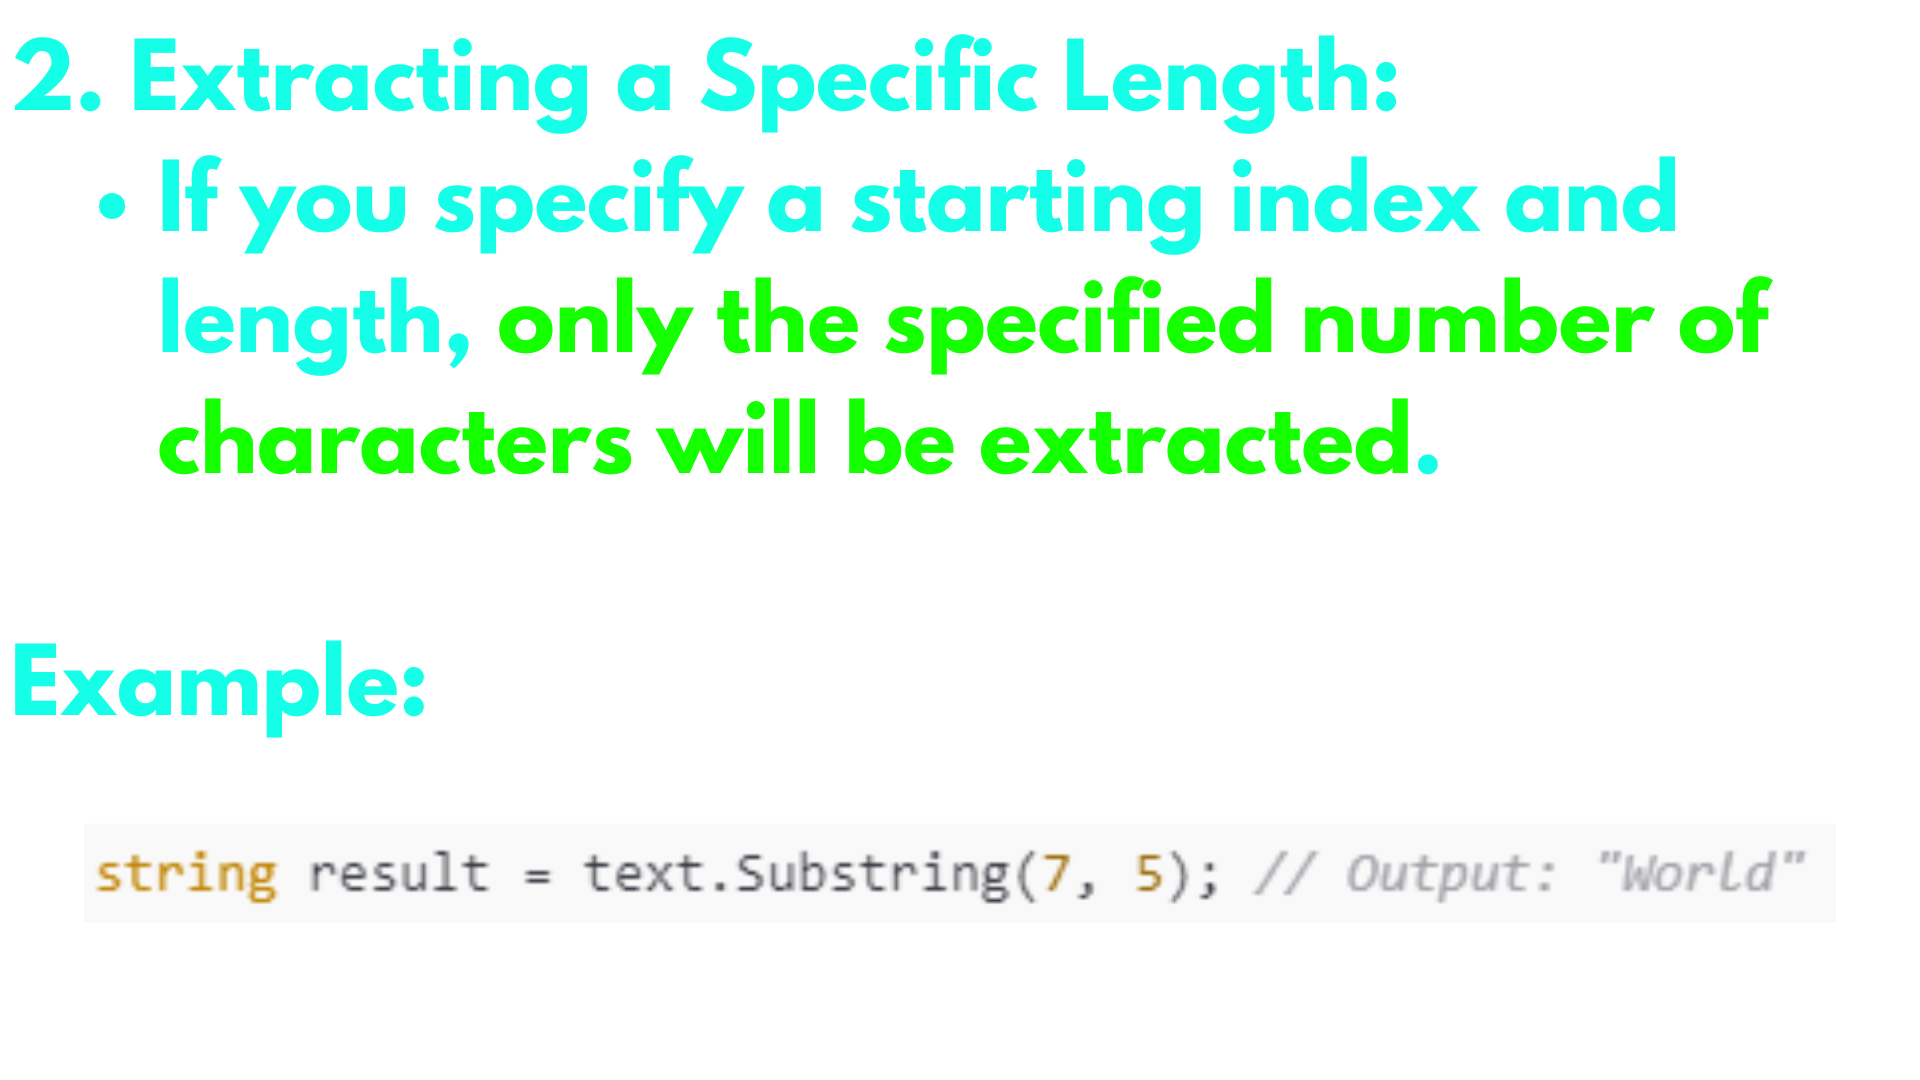 2. Extracting a Specific Length:
• If you specify a starting index and
length, only the specified number of
characters will be extracted.
Example:
string result = text.Substring(7, 5); // Output: "World"